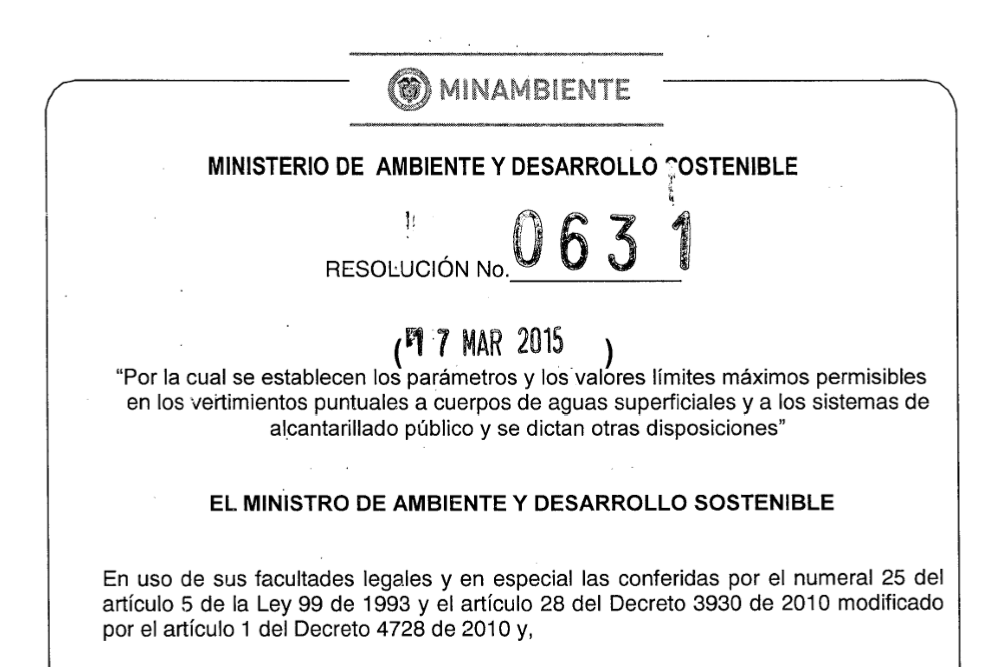 MINAMBIENTE
MINISTERIO DE AMBIENTE Y DESARROLLO SOSTENIBLE
RESOLUCIÓN No. 0631
(17 MAR 2015)
“Por la cual se establecen los parámetros y los valores límites máximos permisibles
en los vertimientos puntuales a cuerpos de aguas superficiales y a los sistemas de
alcantarillado público y se dictan otras disposiciones”
EL MINISTRO DE AMBIENTE Y DESARROLLO SOSTENIBLE
En uso de sus facultades legales y en especial las conferidas por el numeral 25 del
artículo 5 de la Ley 99 de 1993 y el artículo 28 del Decreto 3930 de 2010 modificado
por el artículo 1 del Decreto 4728 de 2010 y,